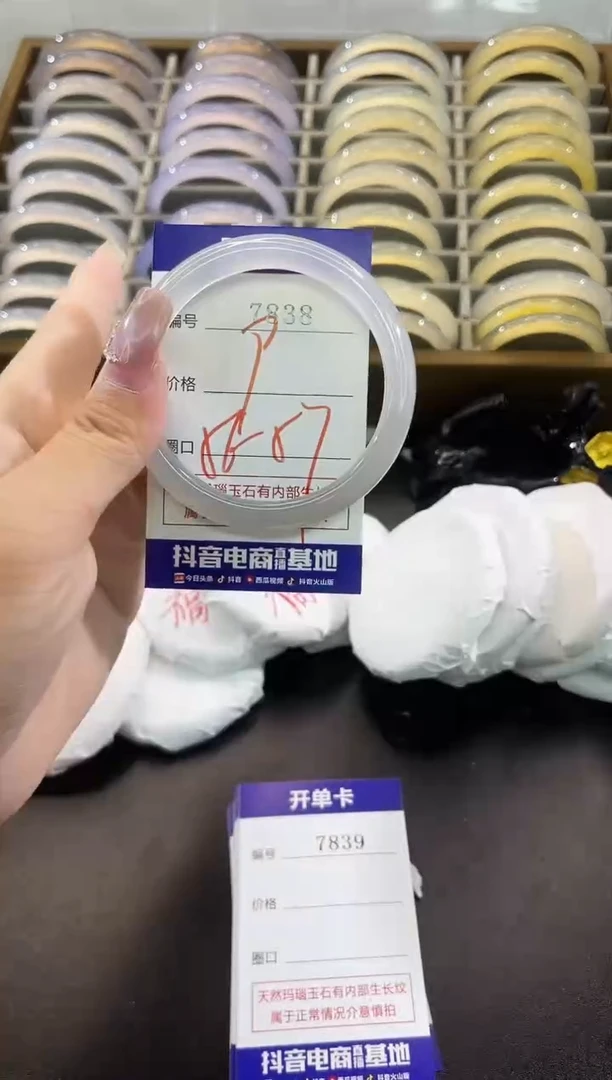 编号 7838
价格
圈口 56-57
瑙玉石有内部生
属
抖音电商直播基地
今日头条 抖音 西瓜视频 抖音火山版
福
开单卡
编号 7839
价格
圈口
天然玛瑙玉石有内部生长纹
属于正常情况介意慎拍
抖音电商直播基地